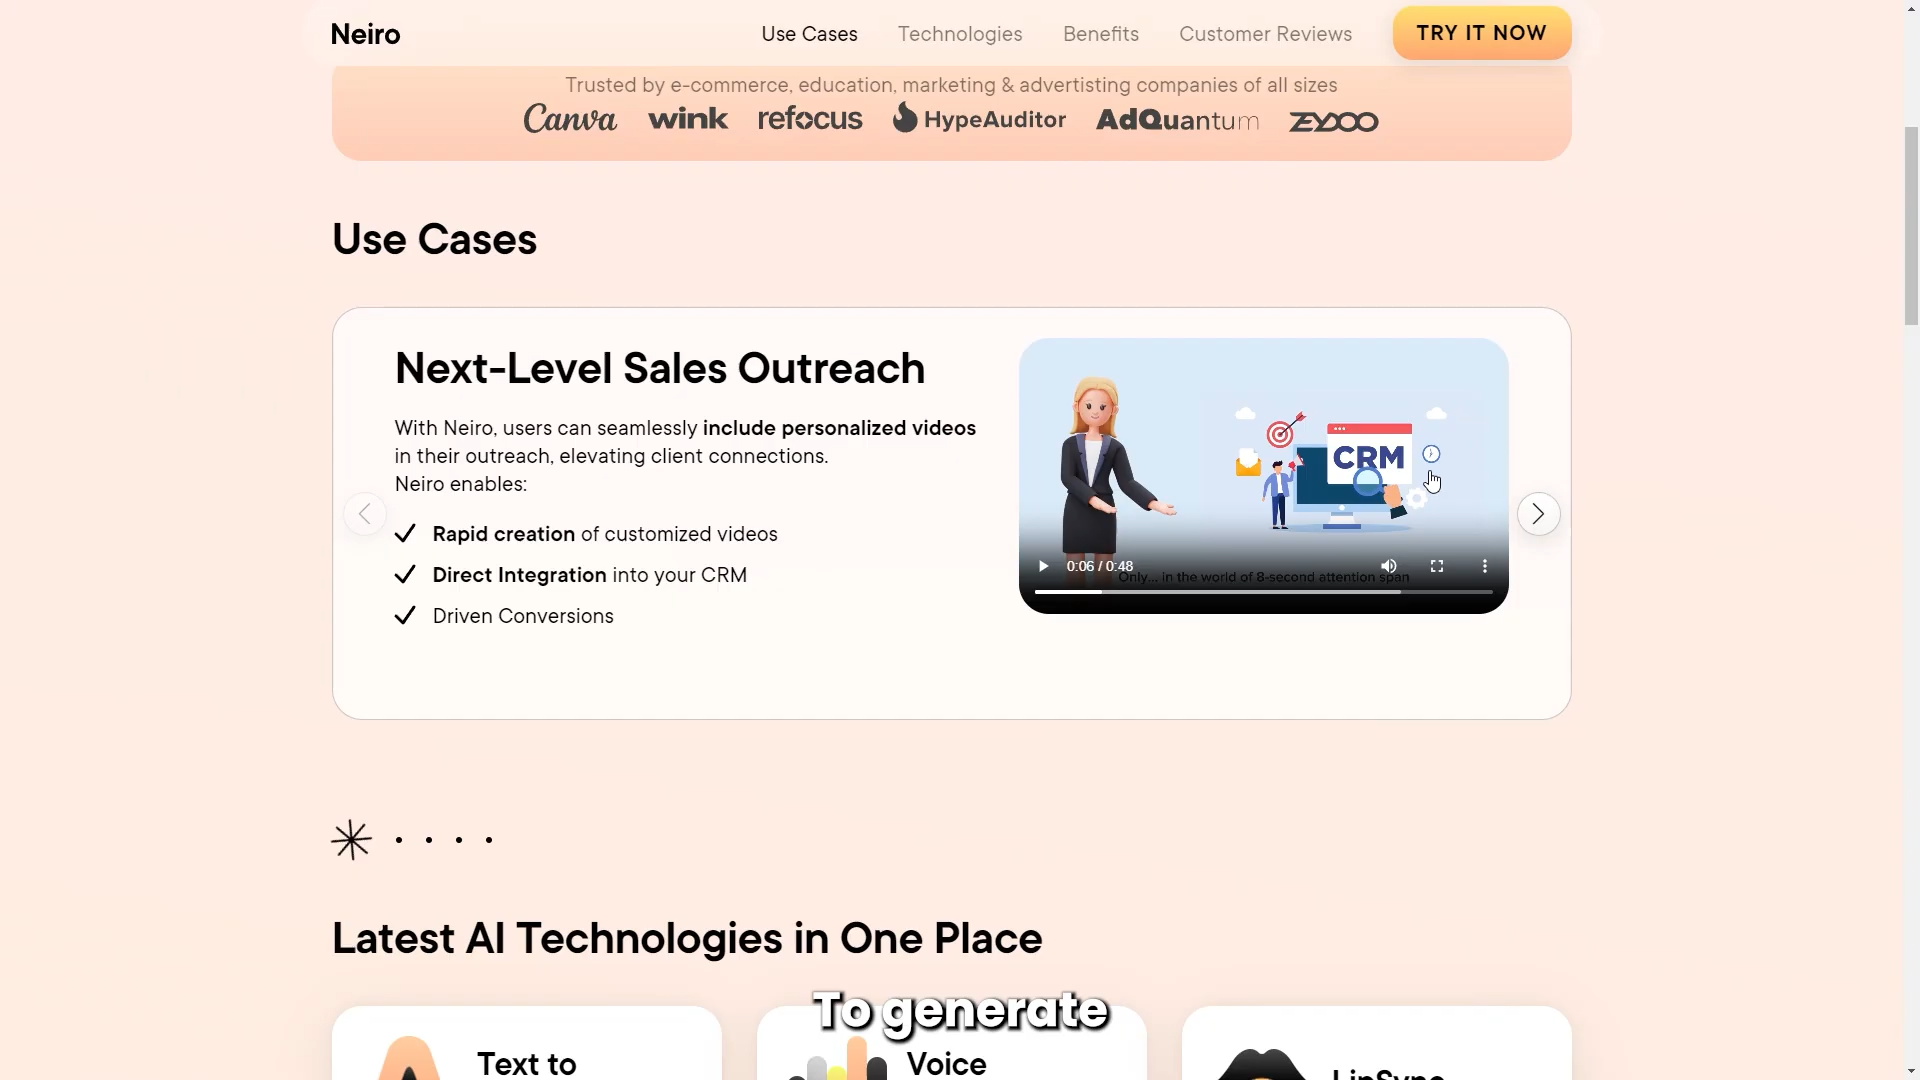 Neiro
Use Cases
Technologies
Benefits
Customer Reviews
TRY IT NOW
Trusted by e-commerce, education, marketing & advertisting companies of all sizes
Canva
wink
refocus
HypeAuditor
AdQuantum
ZYDOO
Use Cases
Next-Level Sales Outreach
With Neiro, users can seamlessly include personalized videos
in their outreach, elevating client connections.
Neiro enables:
Rapid creation of customized videos
Direct Integration into your CRM
Driven Conversions
CRM
0:06 / 0:48
Only... in the world of 8-second attention span
Latest AI Technologies in One Place
To generate
Text to
Voice
LipSync